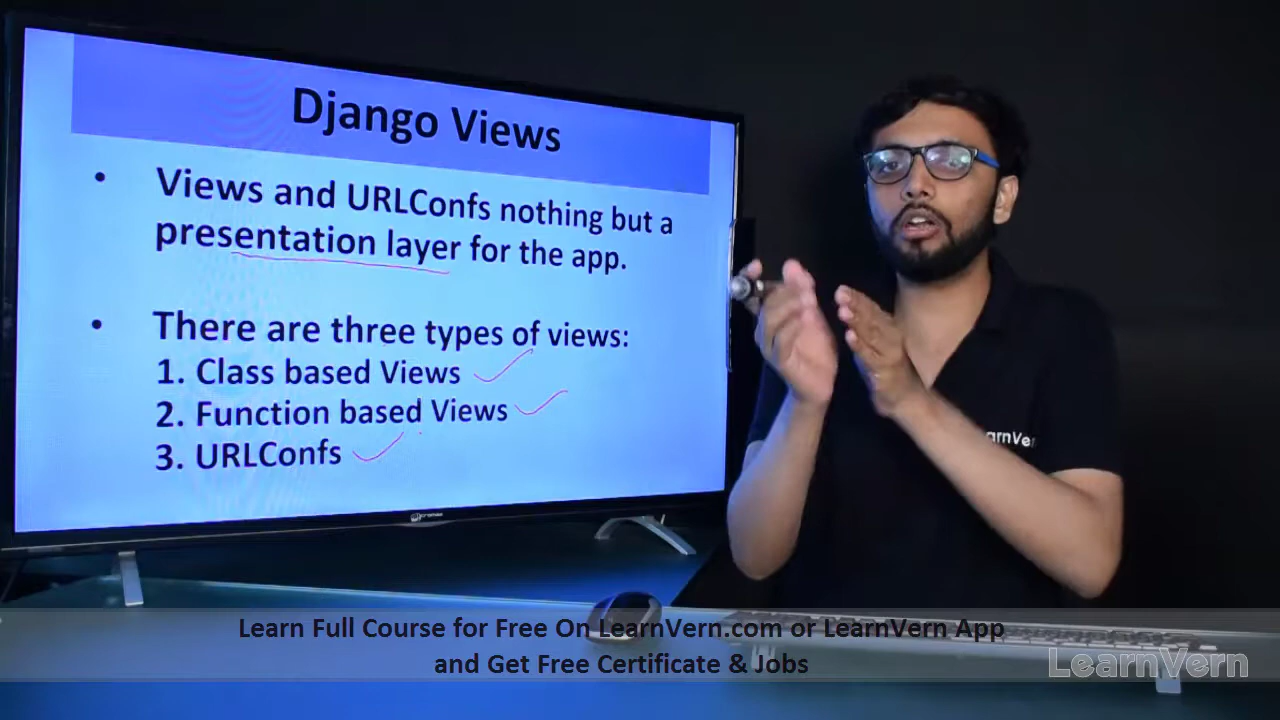 Django Views
• Views and URLConfs nothing but a
presentation layer for the app.
• There are three types of views:
1. Class based Views
2. Function based Views
3. URLConfs
Micromax
arnVer
Learn Full Course for Free On LearnVern.com or LearnVern App
and Get Free Certificate & Jobs
LearnVern